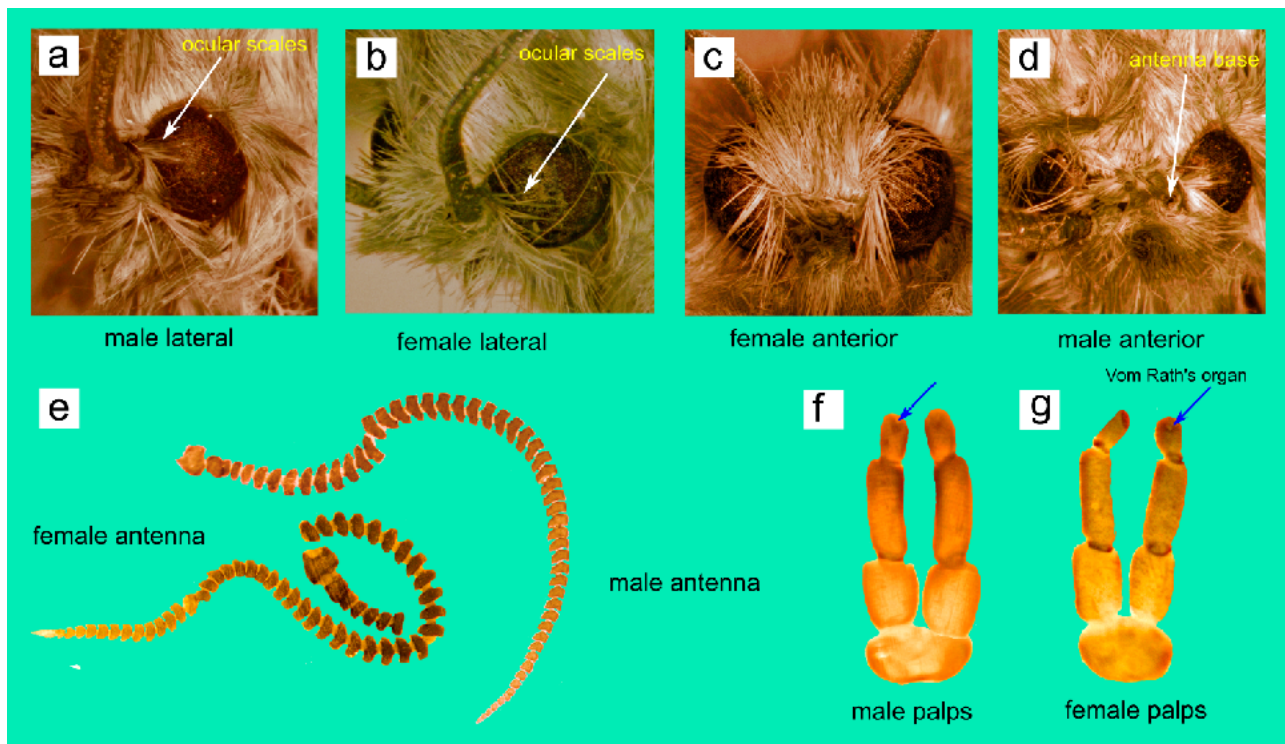 a
ocular scales
b
ocular scales
c
d
antenna base
male lateral
female lateral
female anterior
male anterior
e
f
g
Vom Rath's organ
female antenna
male antenna
male palps
female palps